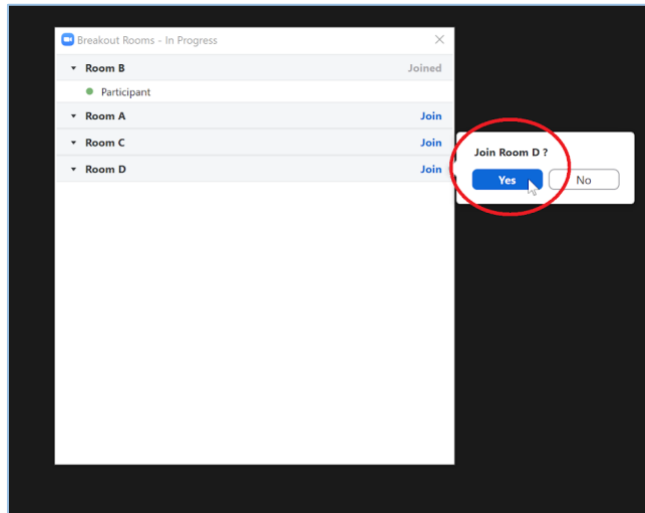 Breakout Rooms - In Progress
Room B Joined
Participant
Room A Join
Room C Join
Room D Join
Join Room D ?
Yes No